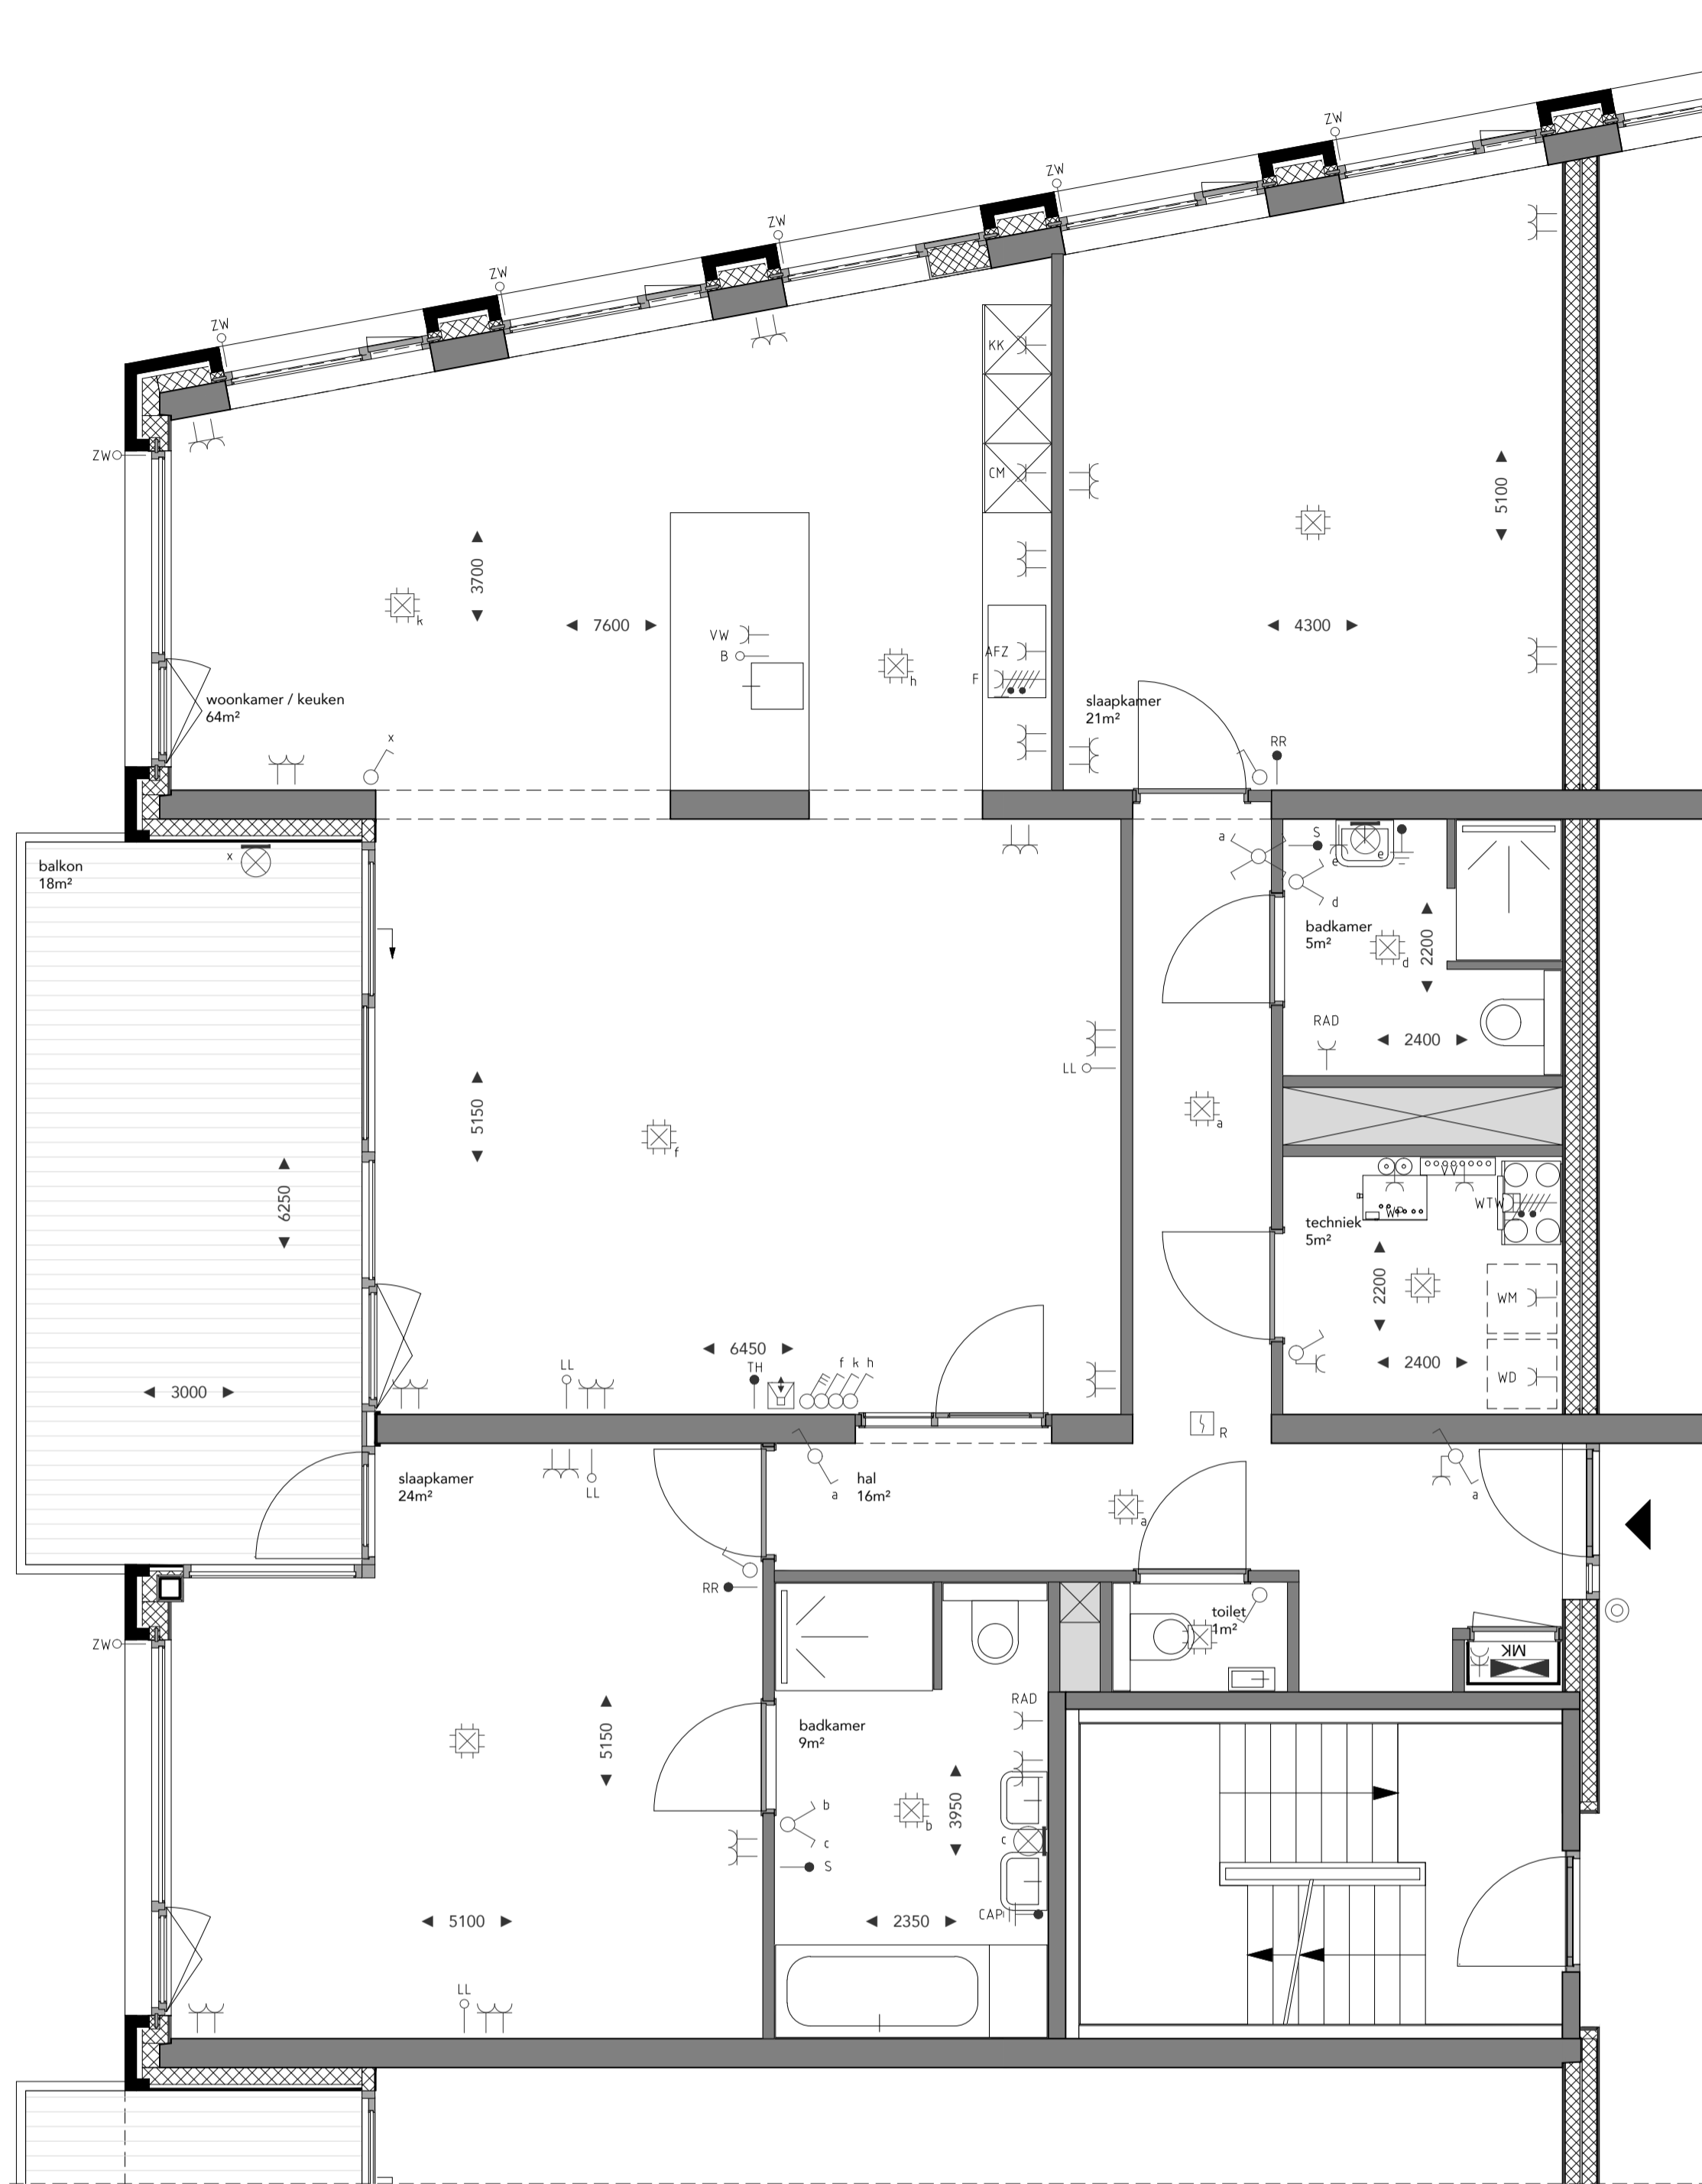 ZW
ZW
ZW
ZW
ZW
KK
ZW
CM
5100
3700
7600
4300
VW
B
AFZ
F
k
h
woonkamer / keuken
64m²
slaapkamer
21m²
x
RR
balkon
18m²
x
a
S
e
e
d
badkamer
5m²
2200
d
RAD
2400
LL
5150
f
a
6250
VV
WP
WTW
techniek
5m²
2200
WM
6450
TH
f k h
LL
2400
WD
3000
R
slaapkamer
24m²
LL
hal
16m²
a
a
a
RR
toilet
1m²
ZW
MK
RAD
badkamer
9m²
5150
3950
b
b
c
c
S
CAP
5100
2350
LL